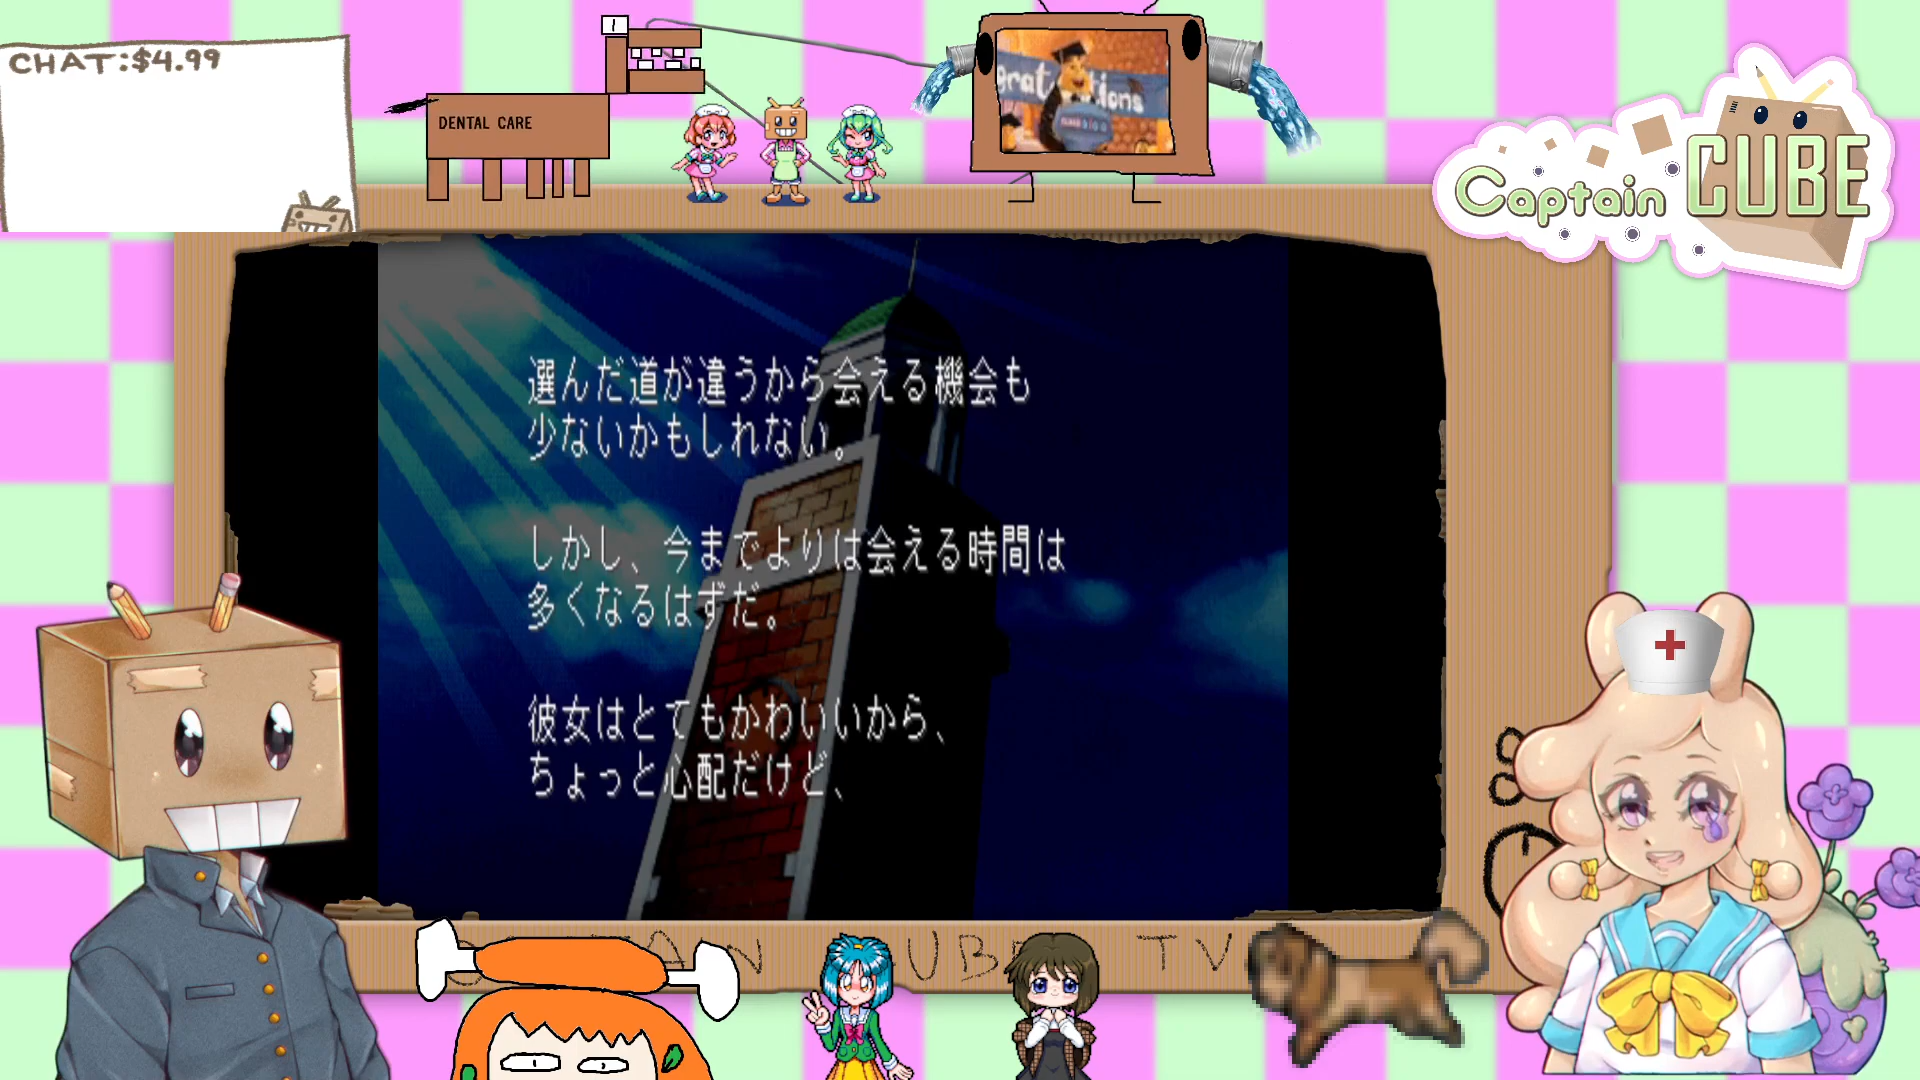 CHAT:$4.99
DENTAL CARE
Captain CUBE
選んだ道が違うから会える機会も
少ないかもしれない。
しかし、今までよりは会える時間は
多くなるはずだ。
彼女はとてもかわいいから、
ちょっと心配だけど、
TV